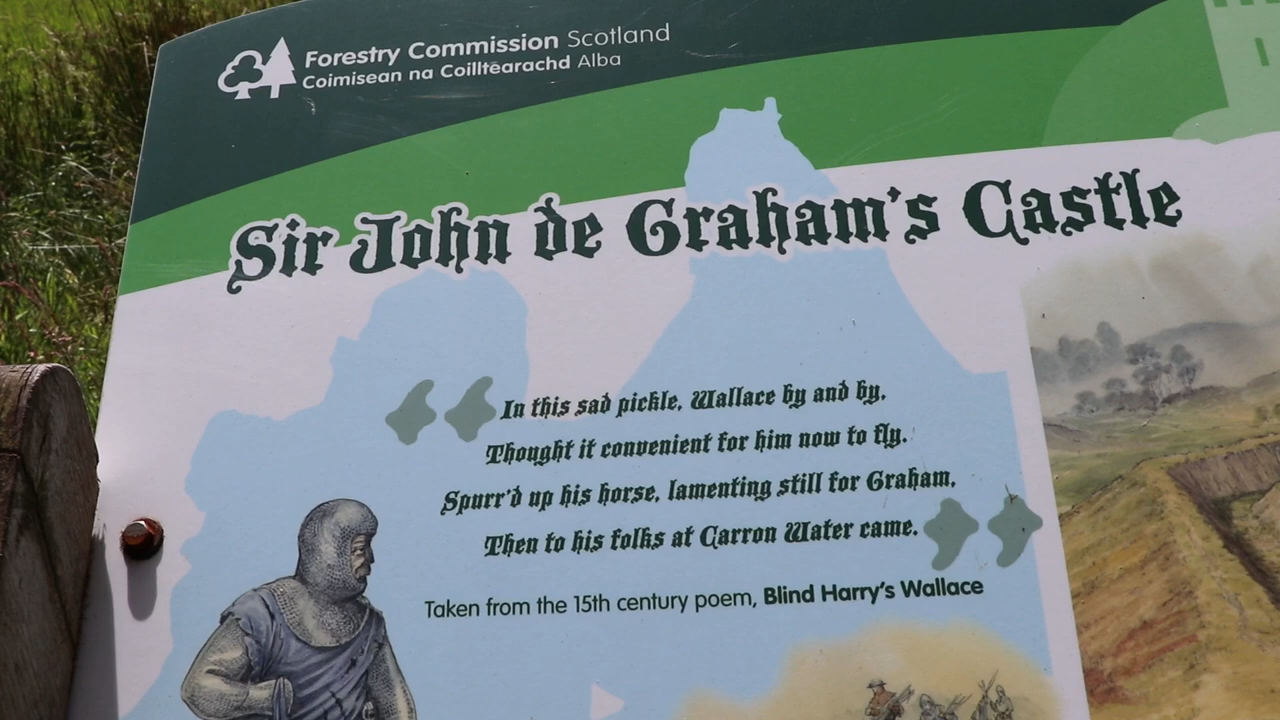 Forestry Commission Scotland
Coimisean na Coilltearachd Alba
Sir John de Graham's Castle
In this sad pickle, Wallace by and by,
Thought it convenient for him now to fly.
Spurr'd up his horse, lamenting still for Graham,
Then to his folks at Carron Water came.
Taken from the 15th century poem, Blind Harry's Wallace